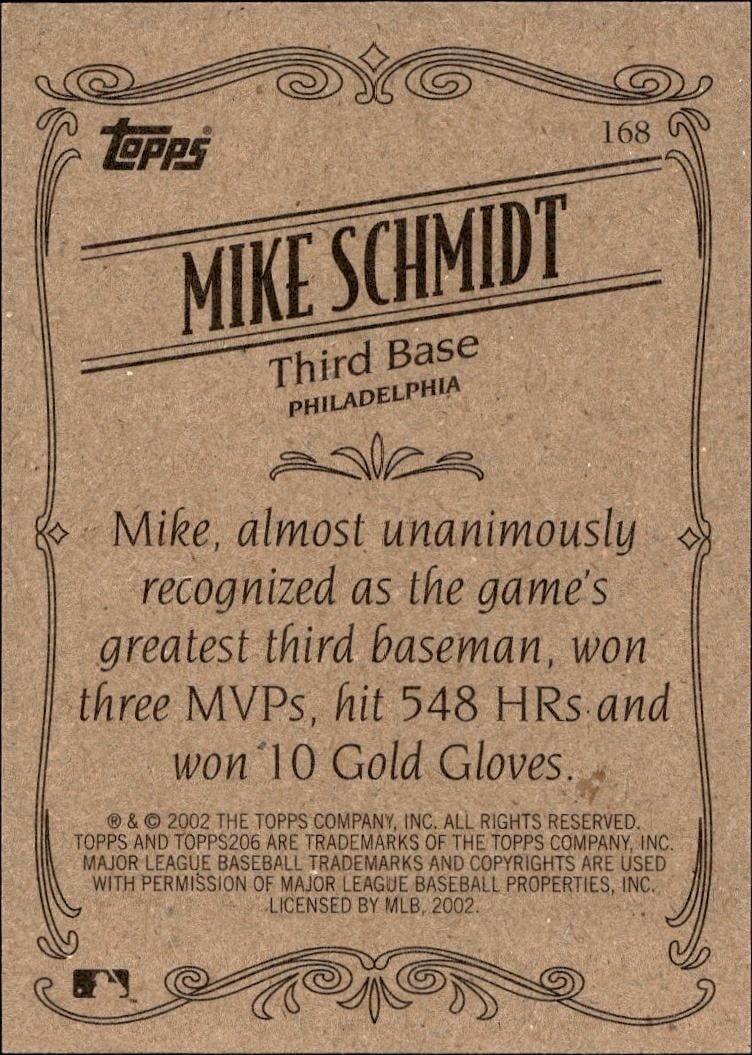 topps®
168
MIKE SCHMIDT
Third Base
PHILADELPHIA
Mike, almost unanimously
recognized as the game's
greatest third baseman, won
three MVPs, hit 548 HRs and
won 10 Gold Gloves.
® & © 2002 THE TOPPS COMPANY, INC. ALL RIGHTS RESERVED.
TOPPS AND TOPPS206 ARE TRADEMARKS OF THE TOPPS COMPANY, INC.
MAJOR LEAGUE BASEBALL TRADEMARKS AND COPYRIGHTS ARE USED
WITH PERMISSION OF MAJOR LEAGUE BASEBALL PROPERTIES, INC.
LICENSED BY MLB, 2002.